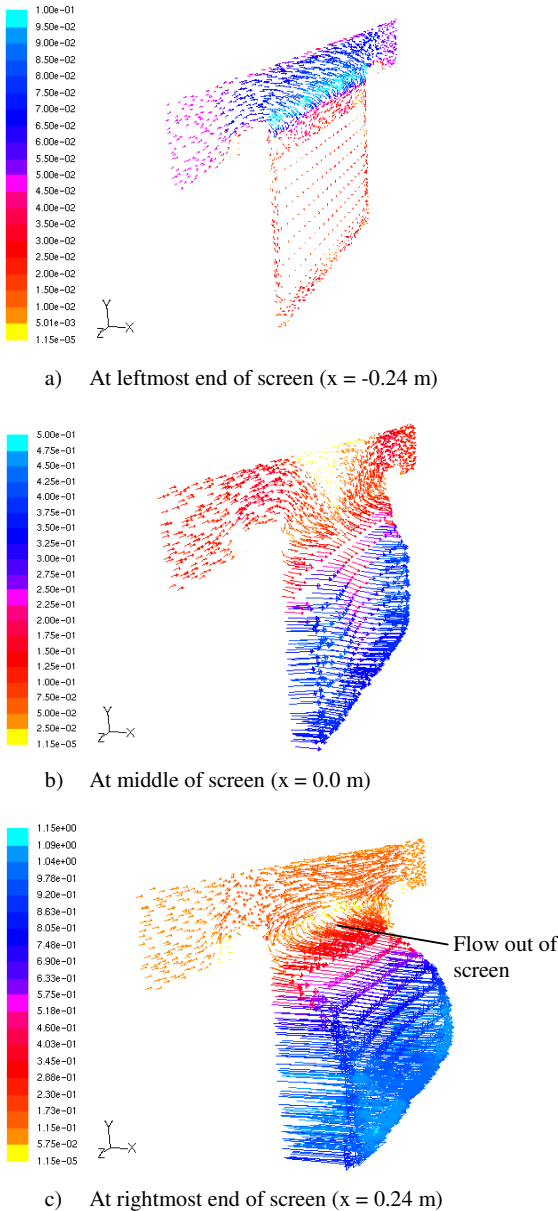 1.00e-01
9.50e-02
9.00e-02
8.50e-02
8.00e-02
7.50e-02
7.00e-02
6.50e-02
6.00e-02
5.50e-02
5.00e-02
4.50e-02
4.00e-02
3.50e-02
3.00e-02
2.50e-02
2.00e-02
1.50e-02
1.00e-02
5.01e-03
1.15e-05
Y
Z
X
a) At leftmost end of screen (x = -0.24 m)
5.00e-01
4.75e-01
4.50e-01
4.25e-01
4.00e-01
3.75e-01
3.50e-01
3.25e-01
3.00e-01
2.75e-01
2.50e-01
2.25e-01
2.00e-01
1.75e-01
1.50e-01
1.25e-01
1.00e-01
7.50e-02
5.00e-02
2.50e-02
1.15e-05
Y
Z
X
b) At middle of screen (x = 0.0 m)
1.15e+00
1.09e+00
1.04e+00
9.78e-01
9.20e-01
8.63e-01
8.05e-01
7.48e-01
6.90e-01
6.33e-01
5.75e-01
5.18e-01
4.60e-01
4.03e-01
3.45e-01
2.88e-01
2.30e-01
1.73e-01
1.15e-01
5.75e-02
1.15e-05
Flow out of
screen
Y
Z
X
c) At rightmost end of screen (x = 0.24 m)